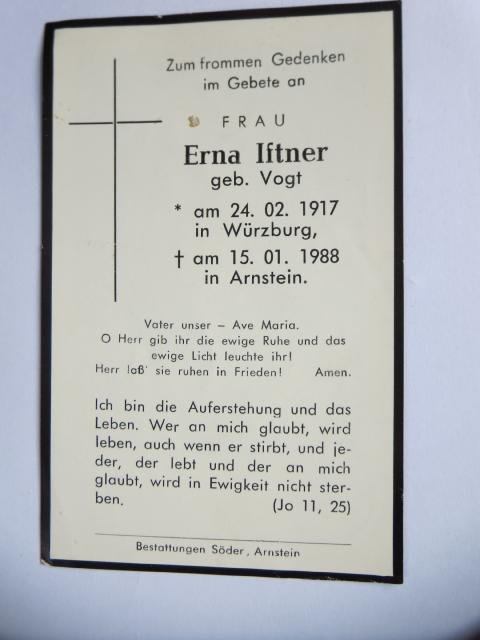 Zum frommen Gedenken
im Gebete an
FRAU
Erna Iftner
geb. Vogt
* am 24. 02. 1917
in Würzburg,
† am 15. 01. 1988
in Arnstein.
Vater unser – Ave Maria.
O Herr gib ihr die ewige Ruhe und das
ewige Licht leuchte ihr!
Herr laß' sie ruhen in Frieden! Amen.
Ich bin die Auferstehung und das
Leben. Wer an mich glaubt, wird
leben, auch wenn er stirbt, und je-
der, der lebt und der an mich
glaubt, wird in Ewigkeit nicht ster-
ben. (Jo 11, 25)
Bestattungen Söder, Arnstein